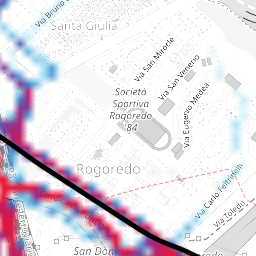 Via Bruno
Santa Giulia
Via San Mirocle
Via San Venerio
Via Eugenio Medea
Società
Sportiva
Rogoredo
84
Rogoredo
Via Carlo Feltrinelli
Via Toledo
San Dòn